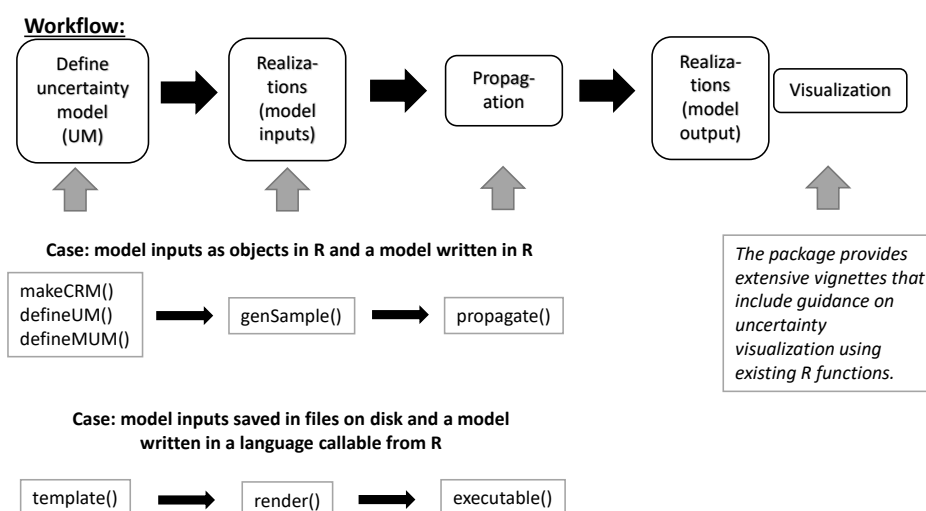 Workflow:
Define
uncertainty
model
(UM)
Realiza-
tions
(model
inputs)
Propag-
ation
Realiza-
tions
(model
output)
Visualization
Case: model inputs as objects in R and a model written in R
makeCRM()
defineUM()
defineMUM()
genSample()
propagate()
The package provides
extensive vignettes that
include guidance on
uncertainty
visualization using
existing R functions.
Case: model inputs saved in files on disk and a model
written in a language callable from R
template()
render()
executable()